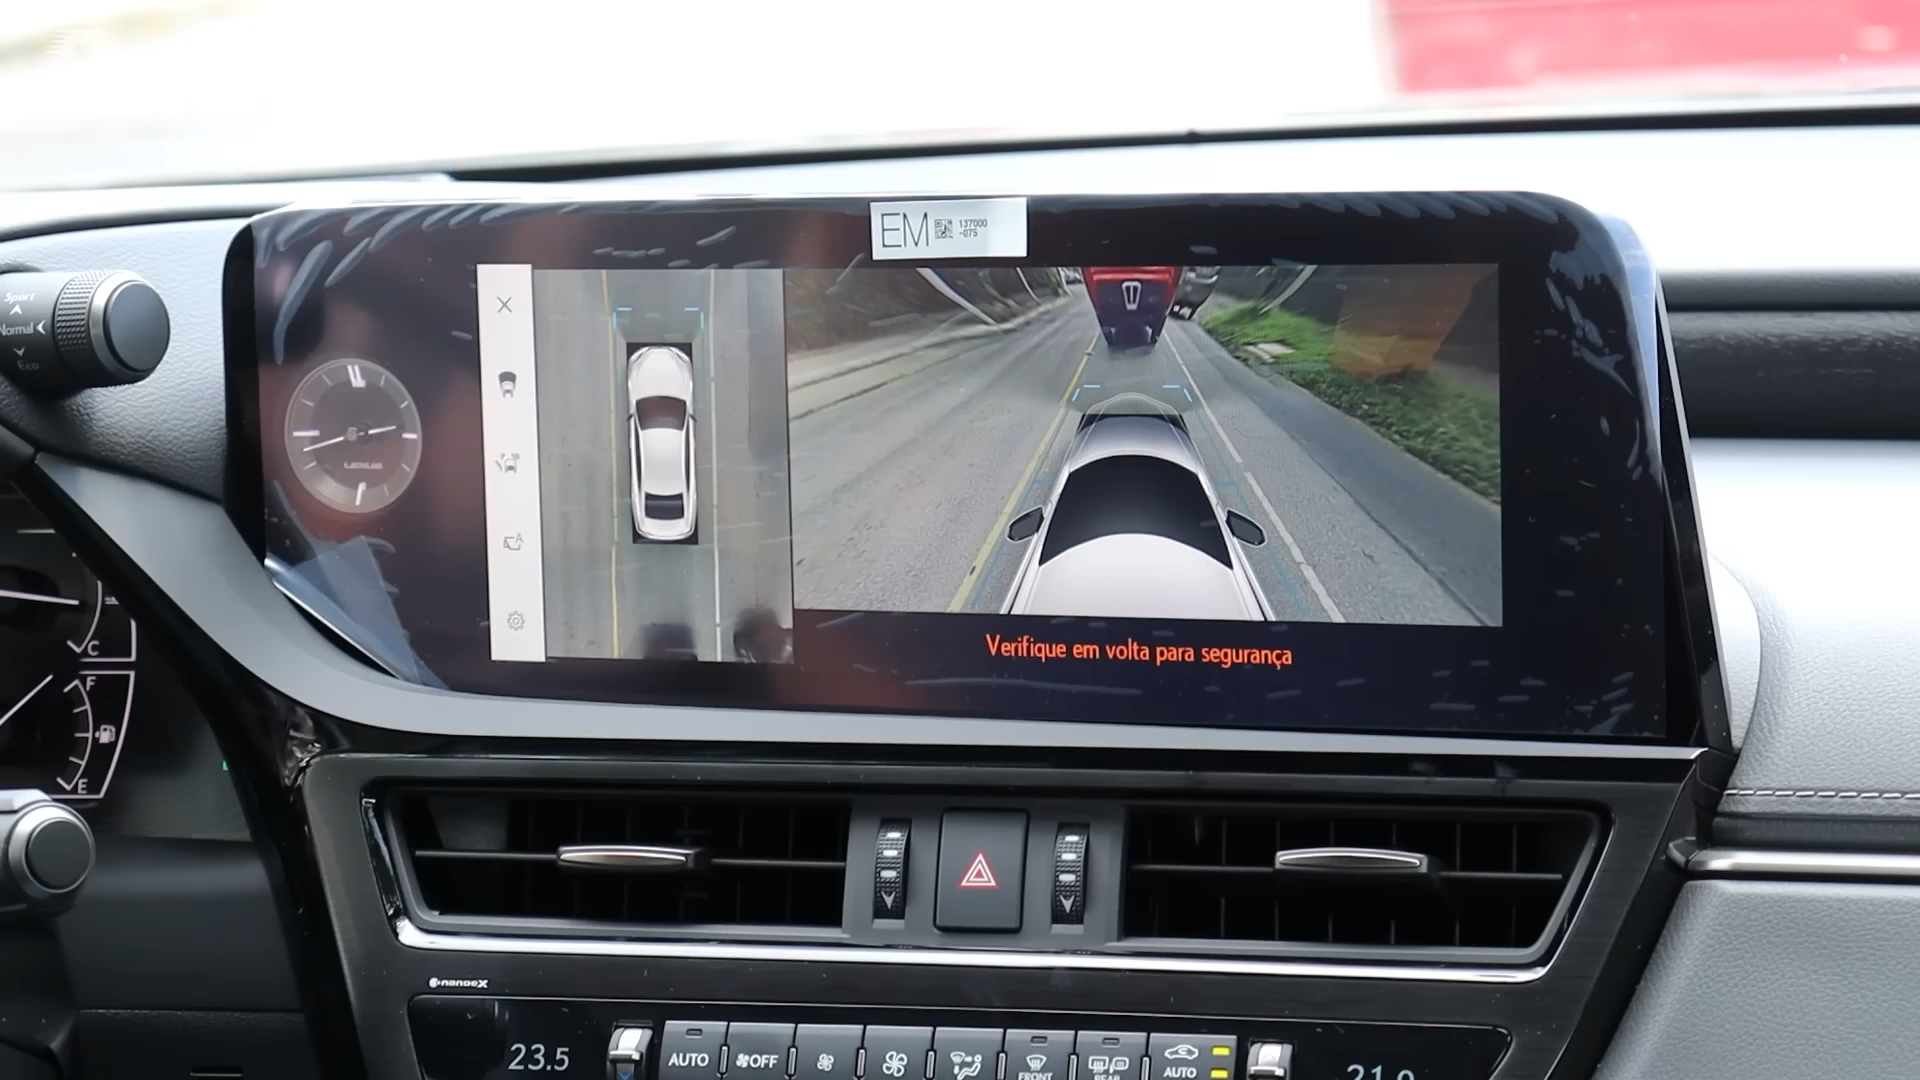 EM
137000
-075
Sport
Normal
Eco
LEXUS
A
Verifique em volta para segurança
C
F
E
nanoeX
23.5
AUTO
OFF
FRONT
REAR
AUTO